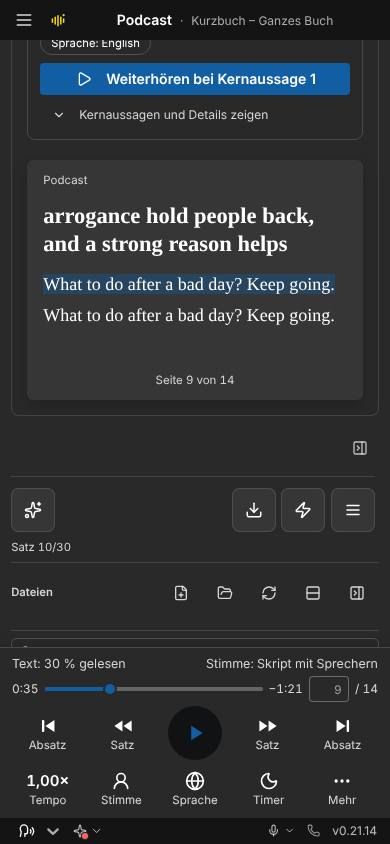 Podcast · Kurzbuch – Ganzes Buch
Sprache: English
Weiterhören bei Kernaussage 1
Kernaussagen und Details zeigen
Podcast
arrogance hold people back,
and a strong reason helps
What to do after a bad day? Keep going.
What to do after a bad day? Keep going.
Seite 9 von 14
Satz 10/30
Dateien
Text: 30 % gelesen
Stimme: Skript mit Sprechern
0:35
−1:21
9 / 14
Absatz
Satz
Satz
Absatz
1,00×
Tempo
Stimme
Sprache
Timer
Mehr
v0.21.14